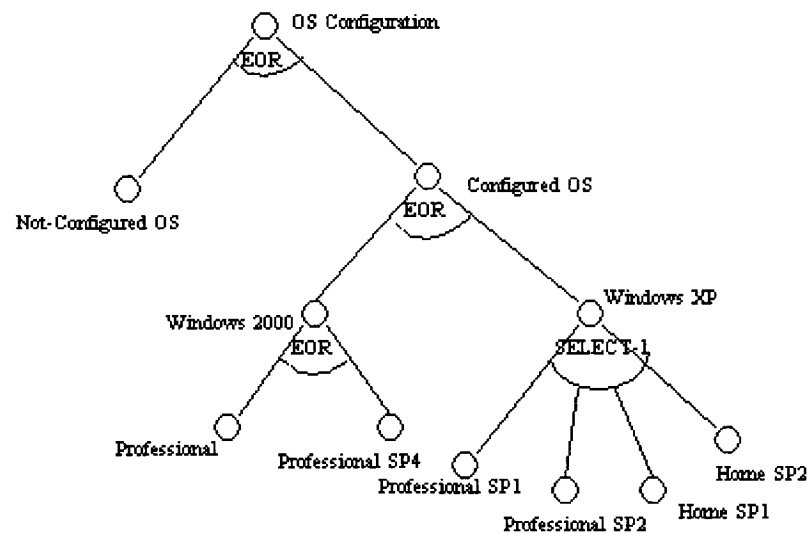 OS Configuration
EOR
Configured OS
Not-Configured OS
EOR
Windows 2000
Windows XP
EOR
SELECT-1
Professional
Professional SP4
Professional SP1
Home SP2
Professional SP2
Home SP1